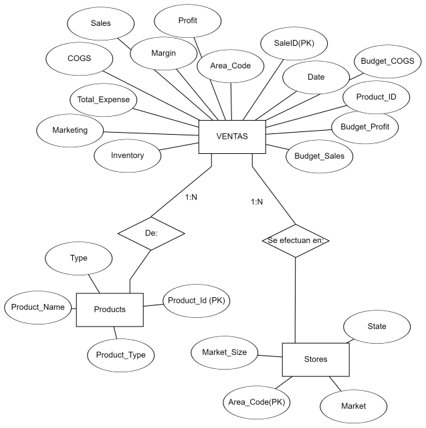 Profit
Sales
SaleID(PK)
Margin
COGS
Budget_COGS
Area_Code
Date
Total_Expense
Product_ID
Marketing
Budget_Profit
VENTAS
Inventory
Budget_Sales
1:N
1:N
De:
Se efectuan en:
Type
Product_Id (PK)
Product_Name
Products
State
Market_Size
Product_Type
Stores
Area_Code(PK)
Market